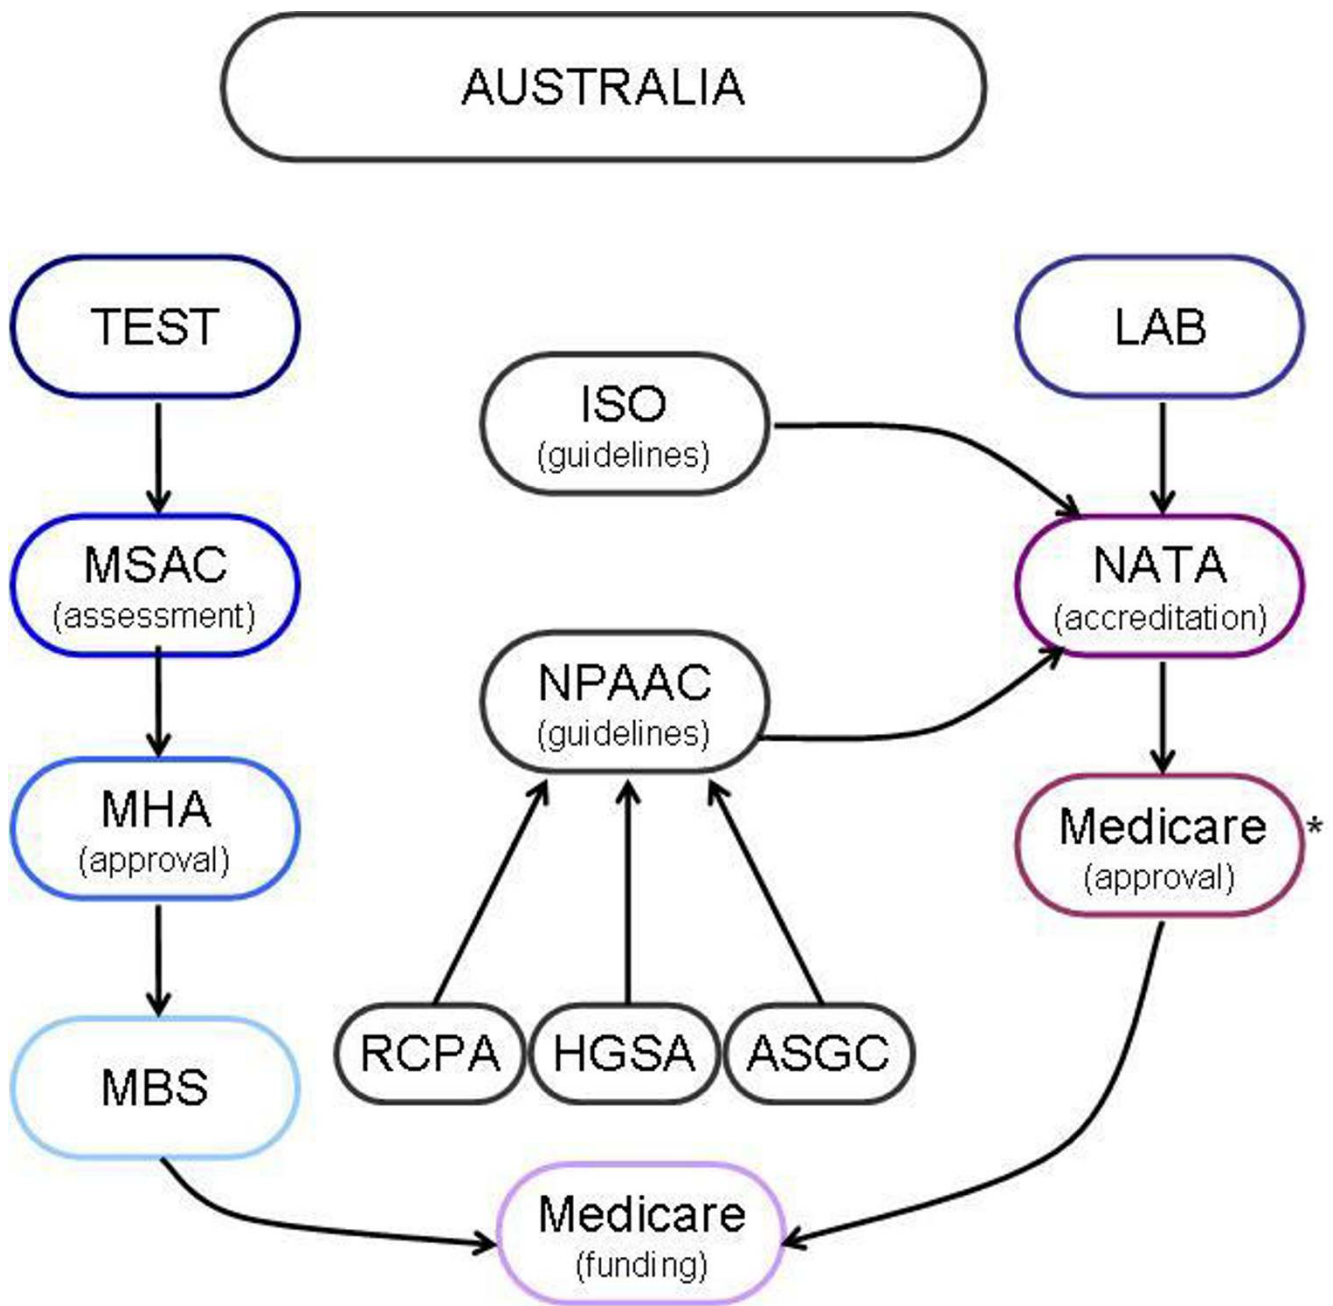 AUSTRALIA
TEST
LAB
ISO
(guidelines)
MSAC
(assessment)
NATA
(accreditation)
NPAAC
(guidelines)
MHA
(approval)
Medicare *
(approval)
RCPA
HGSA
ASGC
MBS
Medicare
(funding)